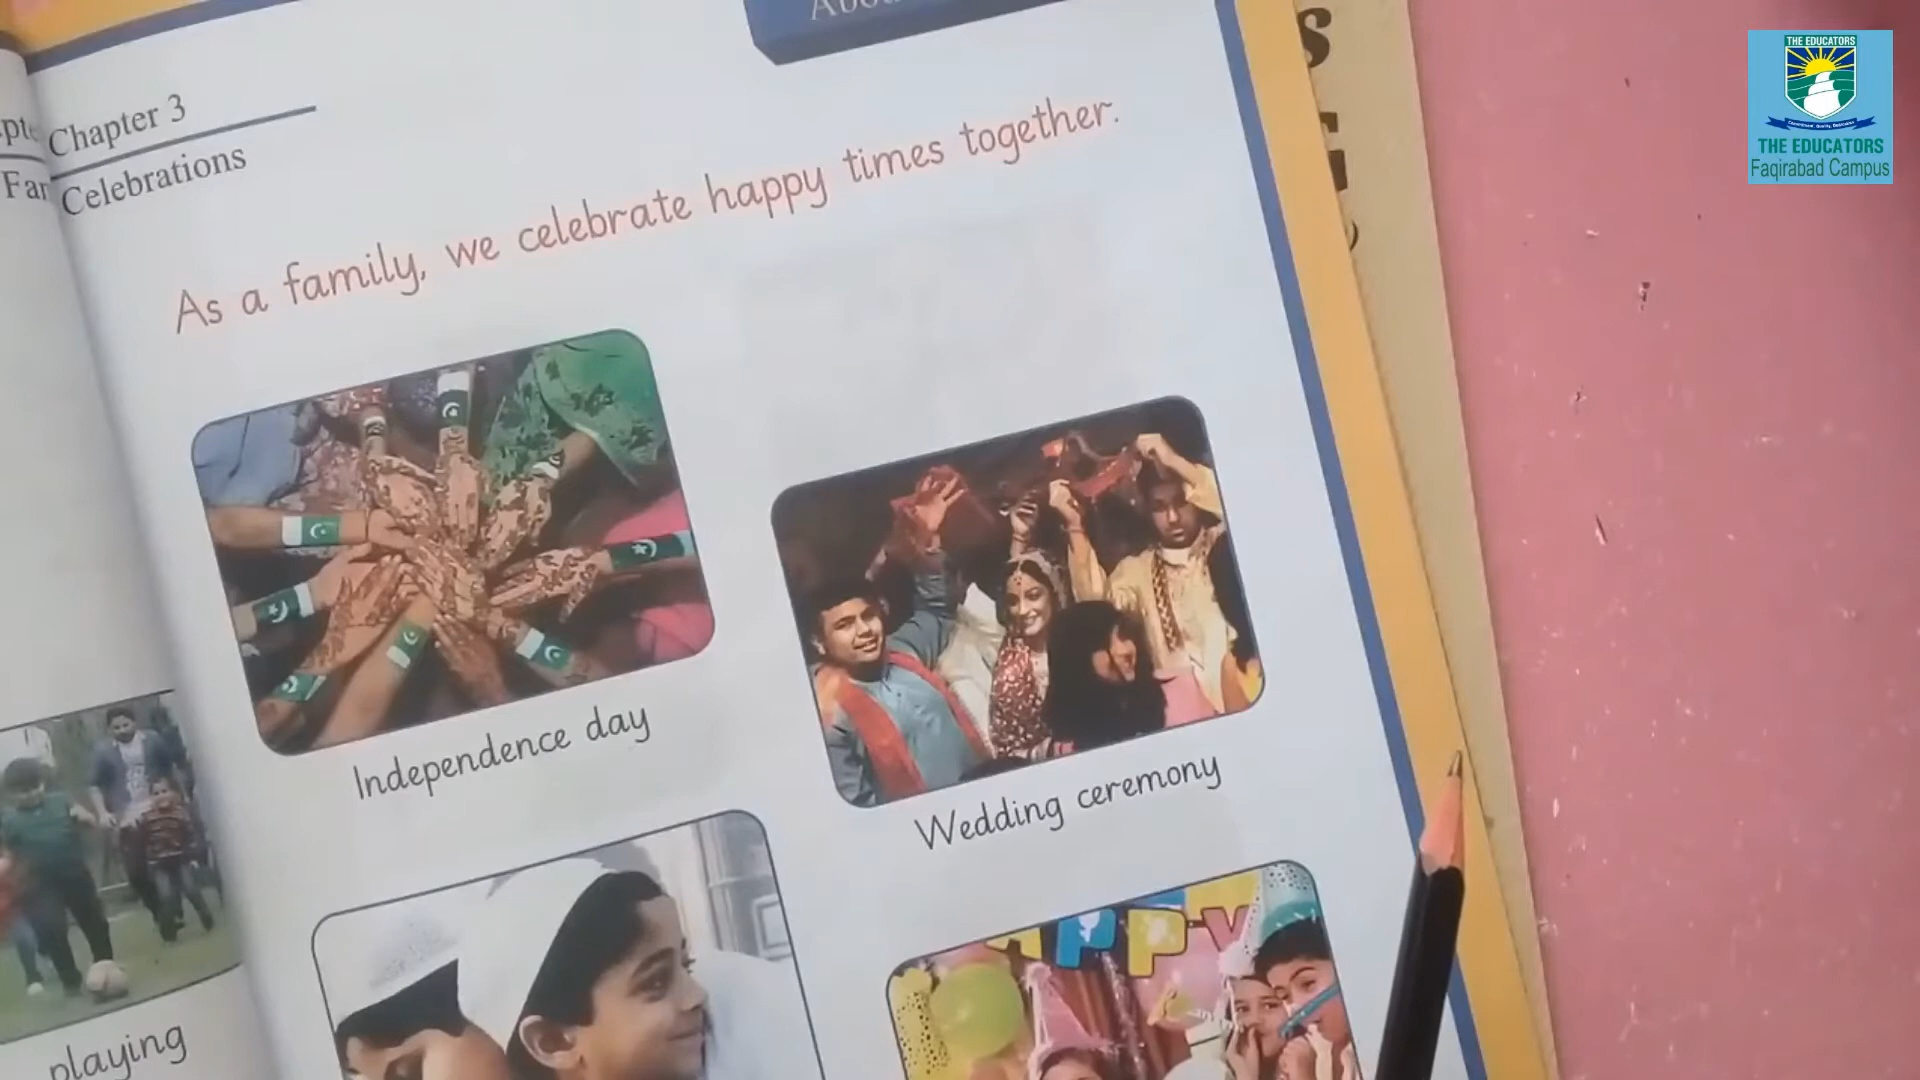 Chapter 3
Celebrations
As a family, we celebrate happy times together.
Independence day
Wedding ceremony
playing
THE EDUCATORS
THE EDUCATORS
Faqirabad Campus